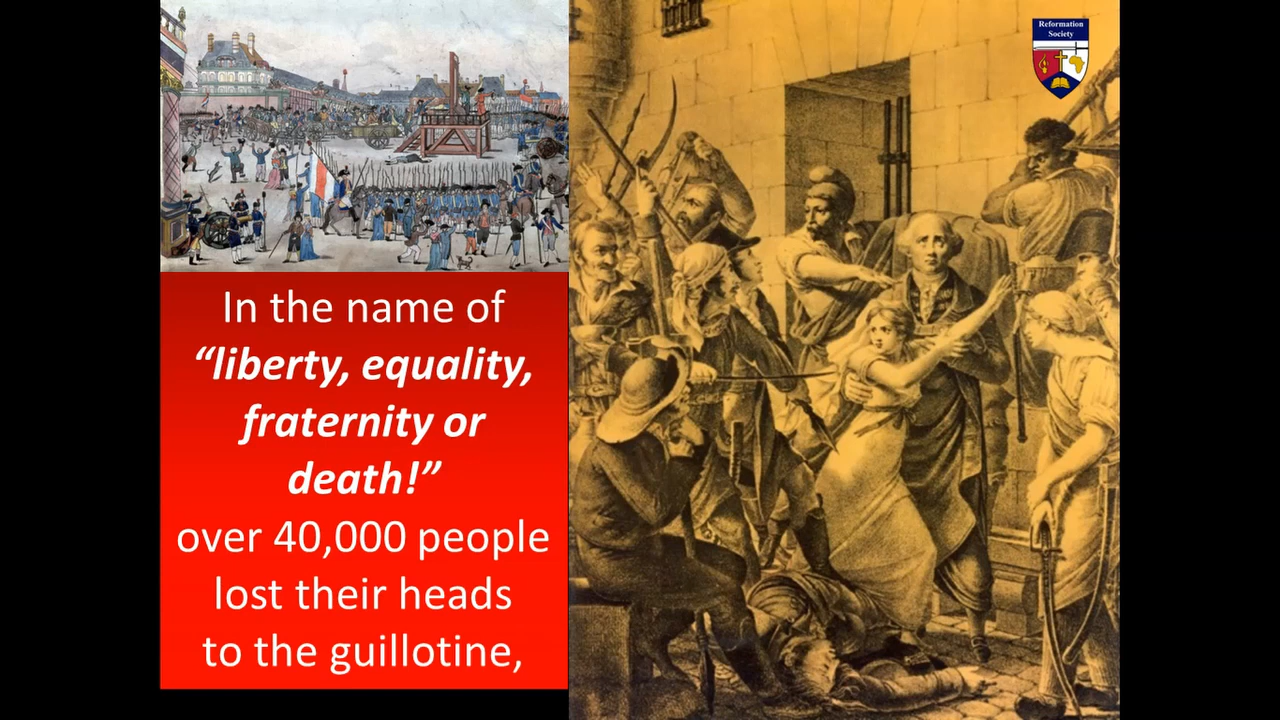 Reformation
Society
In the name of
“liberty, equality,
fraternity or
death!”
over 40,000 people
lost their heads
to the guillotine,